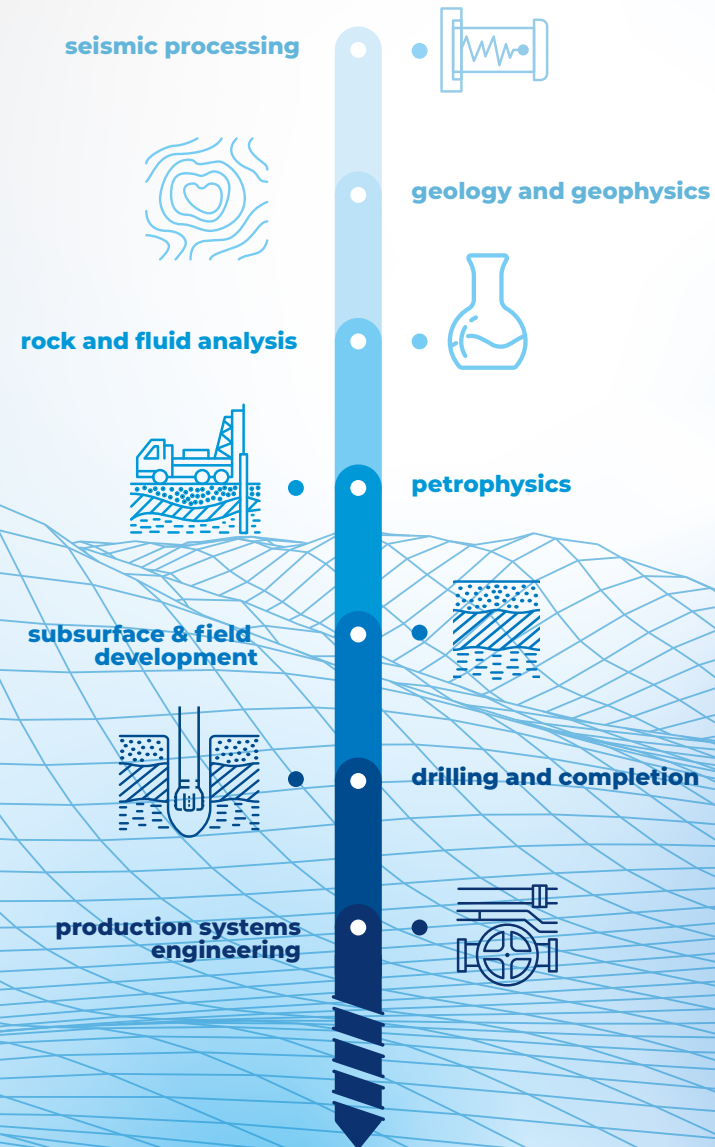 seismic processing
geology and geophysics
rock and fluid analysis
petrophysics
subsurface & field
development
drilling and completion
production systems
engineering